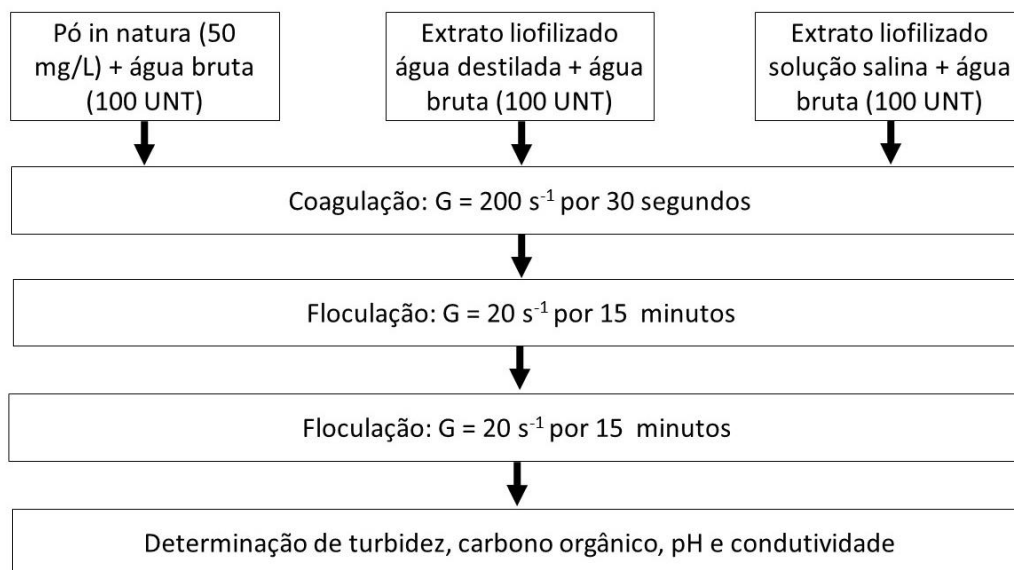 Pó in natura (50
mg/L) + água bruta
(100 UNT)
Extrato liofilizado
água destilada + água
bruta (100 UNT)
Extrato liofilizado
solução salina + água
bruta (100 UNT)
Coagulação: G = 200 s⁻¹ por 30 segundos
Floculação: G = 20 s⁻¹ por 15 minutos
Floculação: G = 20 s⁻¹ por 15 minutos
Determinação de turbidez, carbono orgânico, pH e condutividade